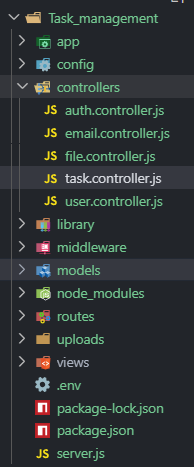 Task_management
app
config
controllers
JS auth.controller.js
JS email.controller.js
JS file.controller.js
JS task.controller.js
JS user.controller.js
library
middleware
models
node_modules
routes
uploads
views
.env
package-lock.json
package.json
JS server.js